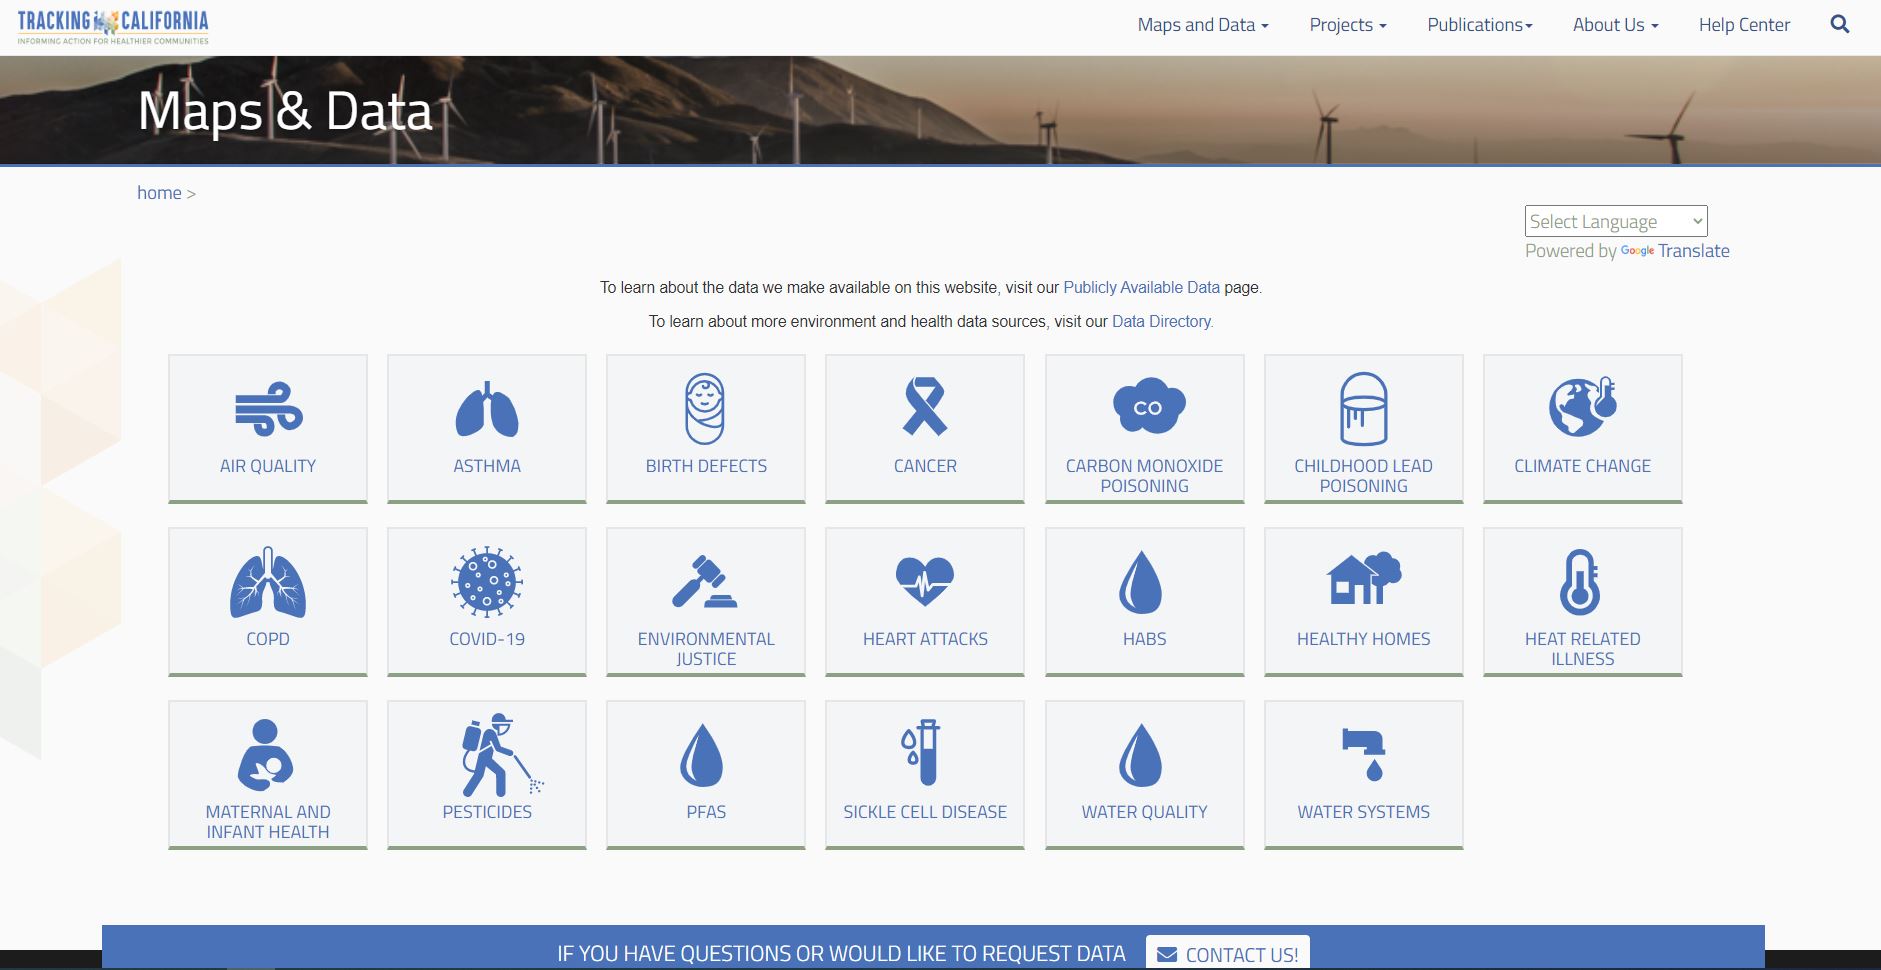 TRACKING CALIFORNIA
INFORMING ACTION FOR HEALTHIER COMMUNITIES
Maps and Data Projects Publications About Us Help Center
Maps & Data
home >
Select Language
Powered by Google Translate
To learn about the data we make available on this website, visit our Publicly Available Data page.
To learn about more environment and health data sources, visit our Data Directory.
CO
AIR QUALITY
ASTHMA
BIRTH DEFECTS
CANCER
CARBON MONOXIDE
POISONING
CHILDHOOD LEAD
POISONING
CLIMATE CHANGE
COPD
COVID-19
ENVIRONMENTAL
JUSTICE
HEART ATTACKS
HABS
HEALTHY HOMES
HEAT RELATED
ILLNESS
MATERNAL AND
INFANT HEALTH
PESTICIDES
PFAS
SICKLE CELL DISEASE
WATER QUALITY
WATER SYSTEMS
IF YOU HAVE QUESTIONS OR WOULD LIKE TO REQUEST DATA CONTACT US!